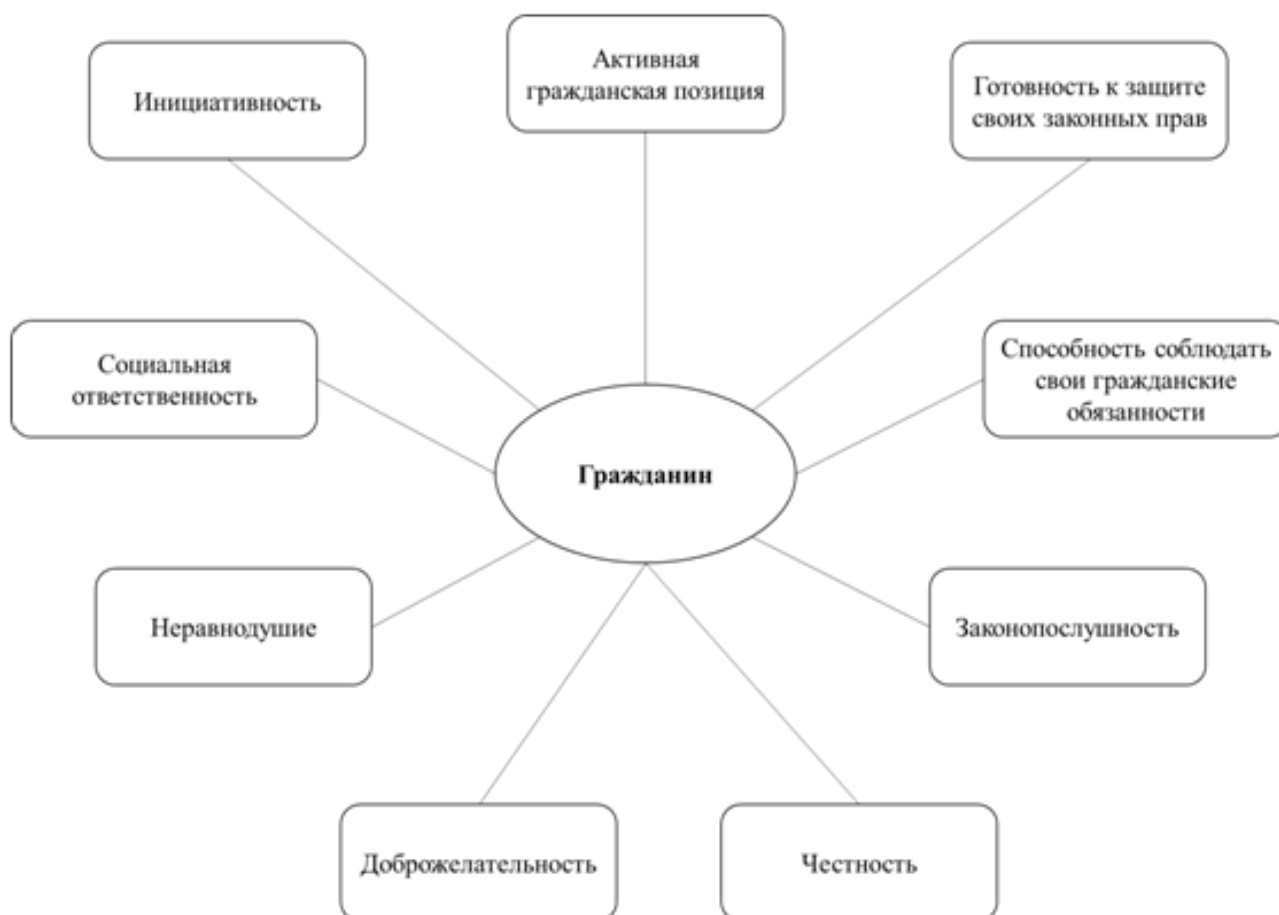 Активная
гражданская позиция
Инициативность
Готовность к защите
своих законных прав
Социальная
ответственность
Способность соблюдать
свои гражданские
обязанности
Гражданин
Неравнодушие
Законопослушность
Доброжелательность
Честность